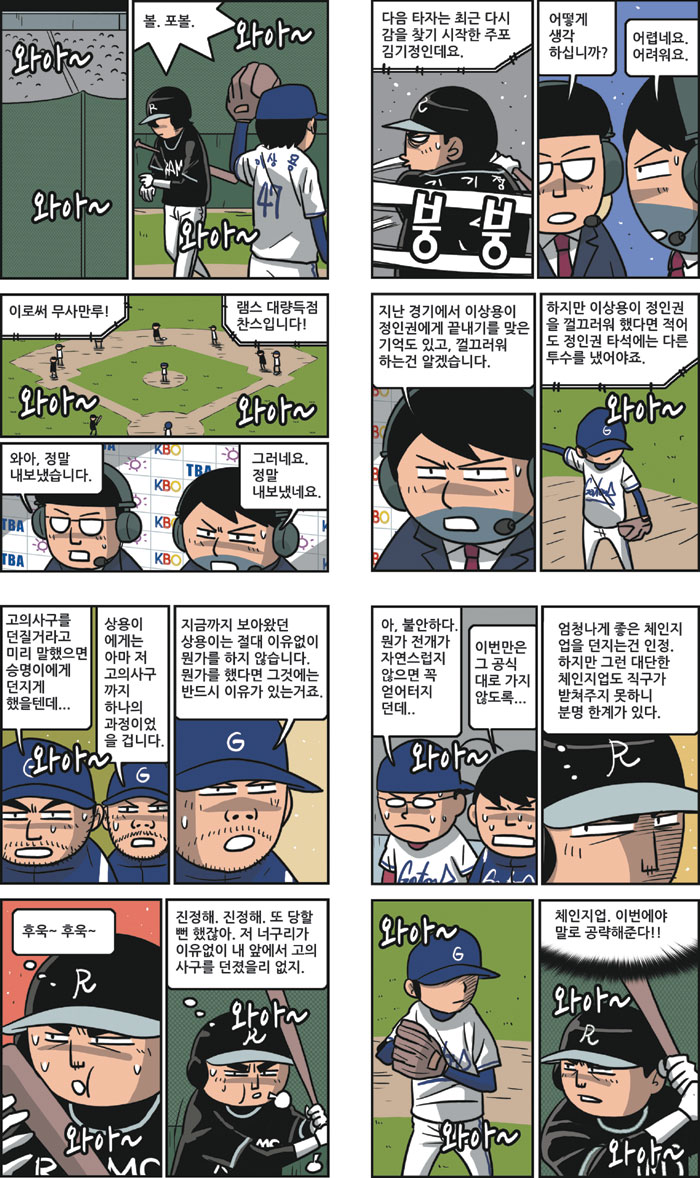 와아~
와아~
볼. 포볼.
와아~
R
RAM
이상용
47
와아~
이로써 무사만루!
램스 대량득점
찬스입니다!
와아~
와아~
와아, 정말
내보냈습니다.
그러네요.
정말
내보냈네요.
KBO
KBO
TBA
TBA
KBO
TBA
다음 타자는 최근 다시
감을 찾기 시작한 주포
김기정인데요.
김기정
붕
붕
어떻게
생각
하십니까?
어렵네요.
어려워요.
지난 경기에서 이상용이
정인권에게 끝내기를 맞은
기억도 있고, 껄끄러워
하는건 알겠습니다.
하지만 이상용이 정인권
을 껄끄러워 했다면 적어
도 정인권 타석에는 다른
투수를 냈어야죠.
G
와아~
고의사구를
던질거라고
미리 말했으면
승명이에게
던지게
했을텐데...
상용이
에게는
아마 저
고의사구
까지
하나의
과정이었
을 겁니다.
와아~
G
G
지금까지 보아왔던
상용이는 절대 이유없이
뭔가를 하지 않습니다.
뭔가를 했다면 그것에는
반드시 이유가 있는거죠.
G
후욱~ 후욱~
R
와아~
R
MC
진정해. 진정해. 또 당할
뻔 했잖아. 저 너구리가
이유없이 내 앞에서 고의
사구를 던졌을리 없지.
와아~
MC
아, 불안하다.
뭔가 전개가
자연스럽지
않으면 꼭
얻어터지
던데..
이번만은
그 공식
대로 가지
않도록...
와아~
Gators
엄청나게 좋은 체인지
업을 던지는건 인정.
하지만 그런 대단한
체인지업도 직구가
받쳐주지 못하니
분명 한계가 있다.
R
와아~
G
와아~
체인지업. 이번에야
말로 공략해준다!!
와아~
R
와아~